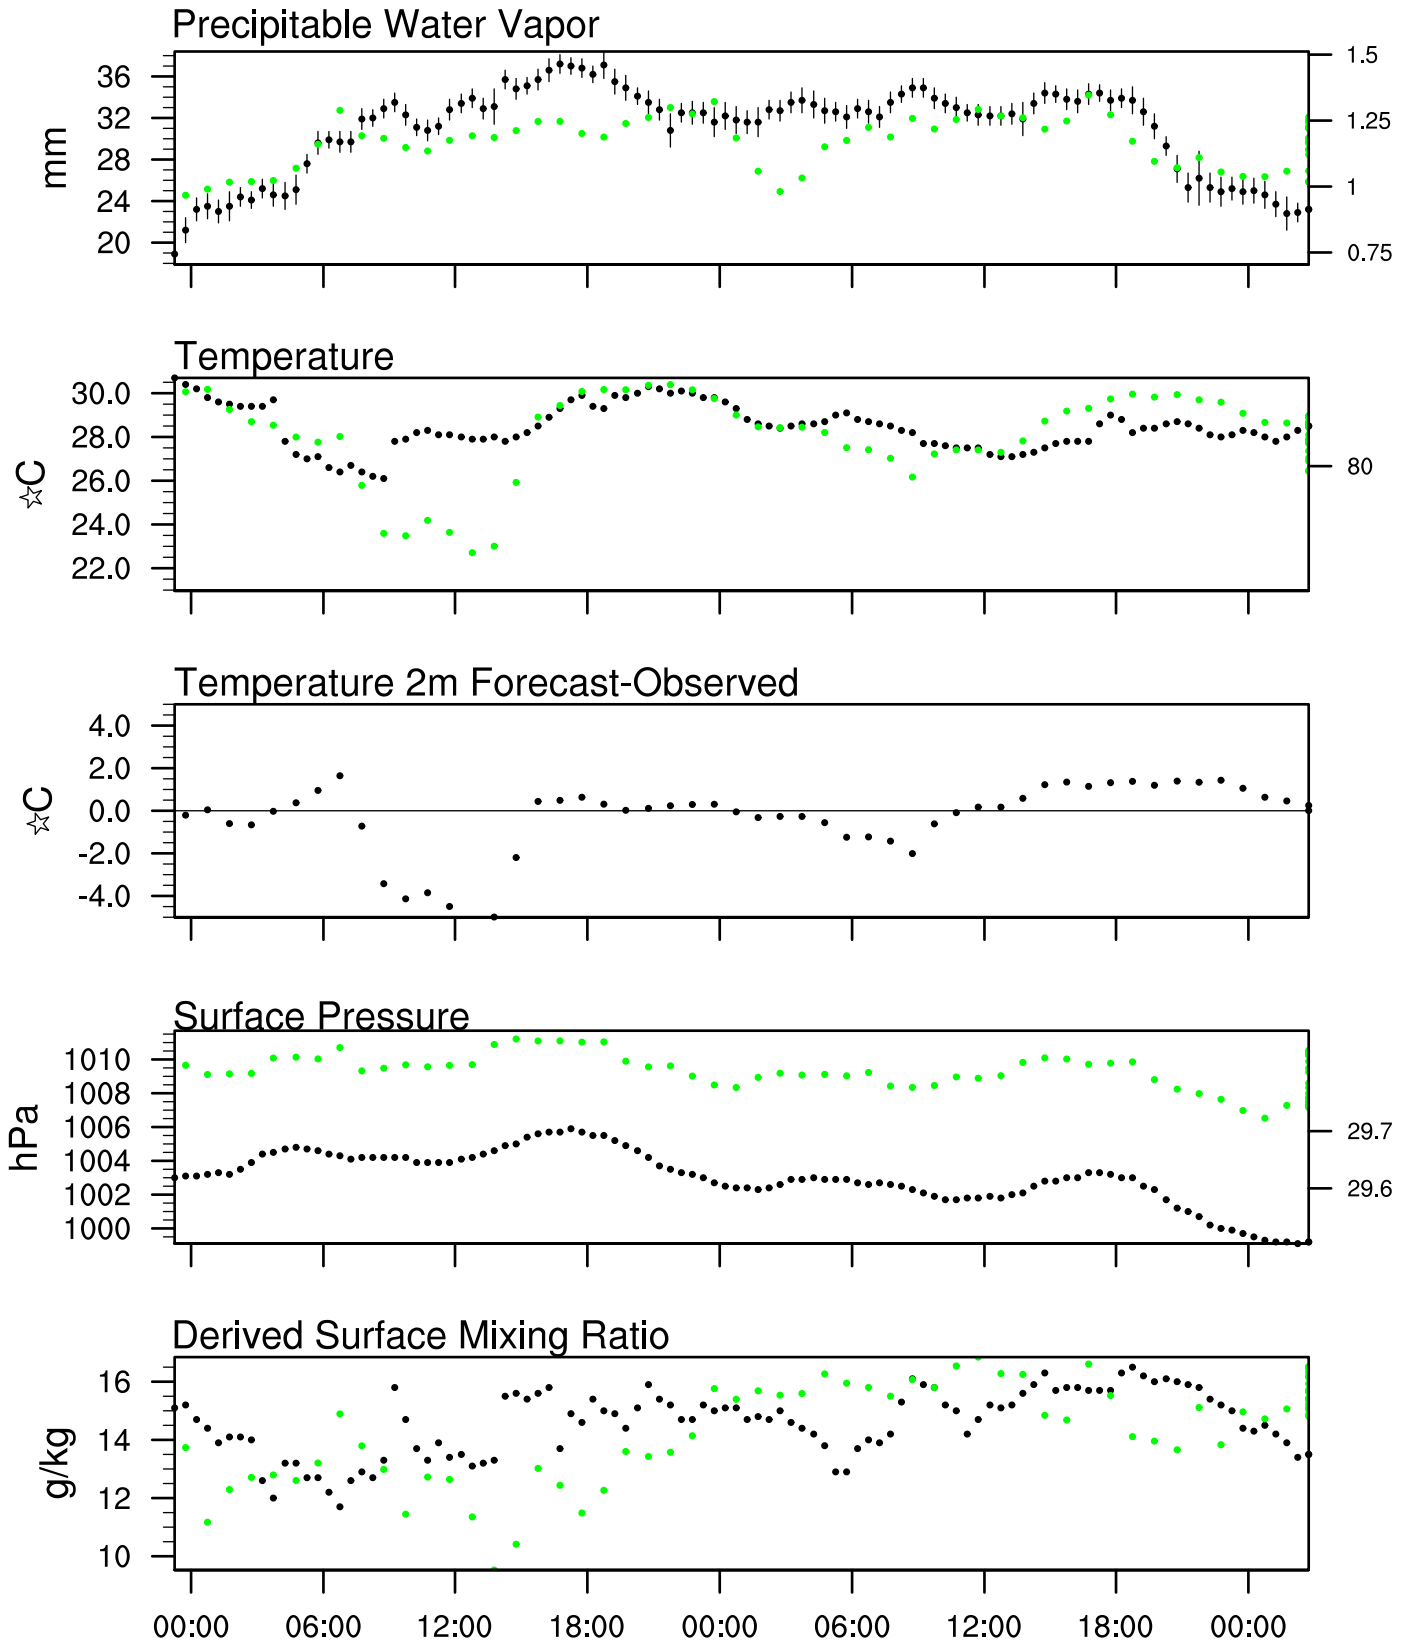 Precipitable Water Vapor
mm
36
32
28
24
20
1.5
1.25
1
0.75
Temperature
☆C
30.0
28.0
26.0
24.0
22.0
80
Temperature 2m Forecast-Observed
☆C
4.0
2.0
0.0
-2.0
-4.0
Surface Pressure
hPa
1010
1008
1006
1004
1002
1000
29.7
29.6
Derived Surface Mixing Ratio
g/kg
16
14
12
10
00:00 06:00 12:00 18:00 00:00 06:00 12:00 18:00 00:00